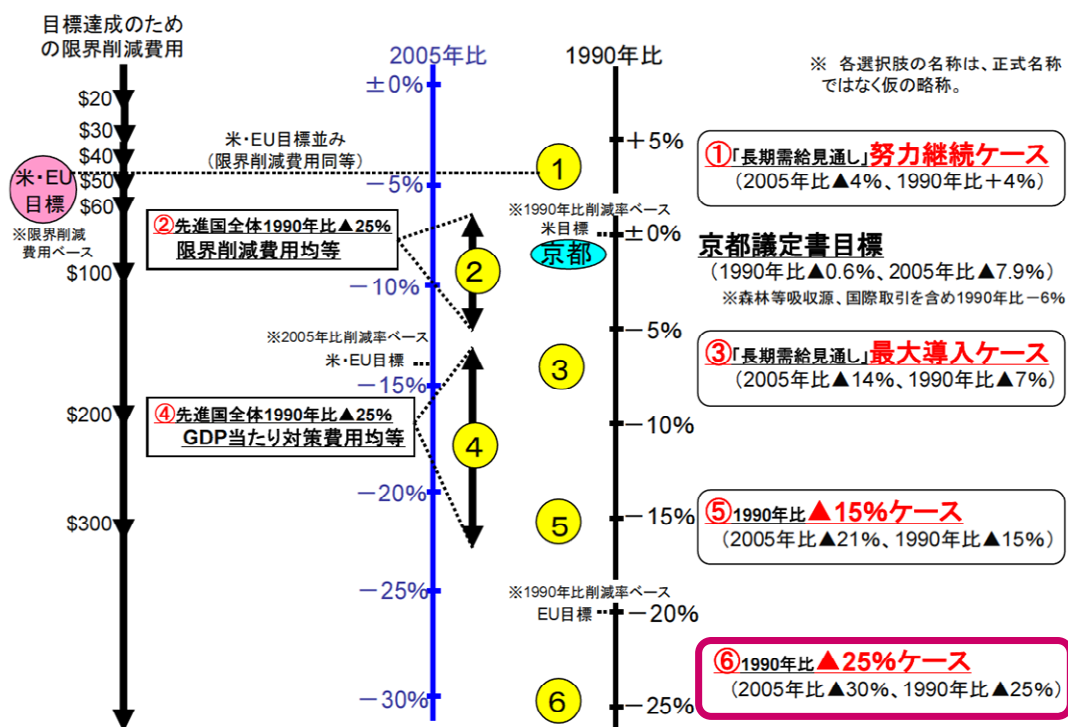 目標達成のため
の限界削減費用
$20
$30
$40
$50
$60
$100
$200
$300
米・EU
目標
※限界削減
費用ベース
米・EU目標並み
(限界削減費用同等)
②先進国全体1990年比▲25%
限界削減費用均等
※2005年比削減率ベース
米・EU目標
④先進国全体1990年比▲25%
GDP当たり対策費用均等
2005年比
±0%
−5%
−10%
−15%
−20%
−25%
−30%
②
④
1990年比
+5%
±0%
−5%
−10%
−15%
−20%
−25%
①
※1990年比削減率ベース
米目標
京都
③
⑤
※1990年比削減率ベース
EU目標
⑥
※ 各選択肢の名称は、正式名称
ではなく仮の略称。
①「長期需給見通し」努力継続ケース
(2005年比▲4%、1990年比+4%)
京都議定書目標
(1990年比▲0.6%、2005年比▲7.9%)
※森林等吸収源、国際取引を含め1990年比−6%
③「長期需給見通し」最大導入ケース
(2005年比▲14%、1990年比▲7%)
⑤1990年比▲15%ケース
(2005年比▲21%、1990年比▲15%)
⑥1990年比▲25%ケース
(2005年比▲30%、1990年比▲25%)